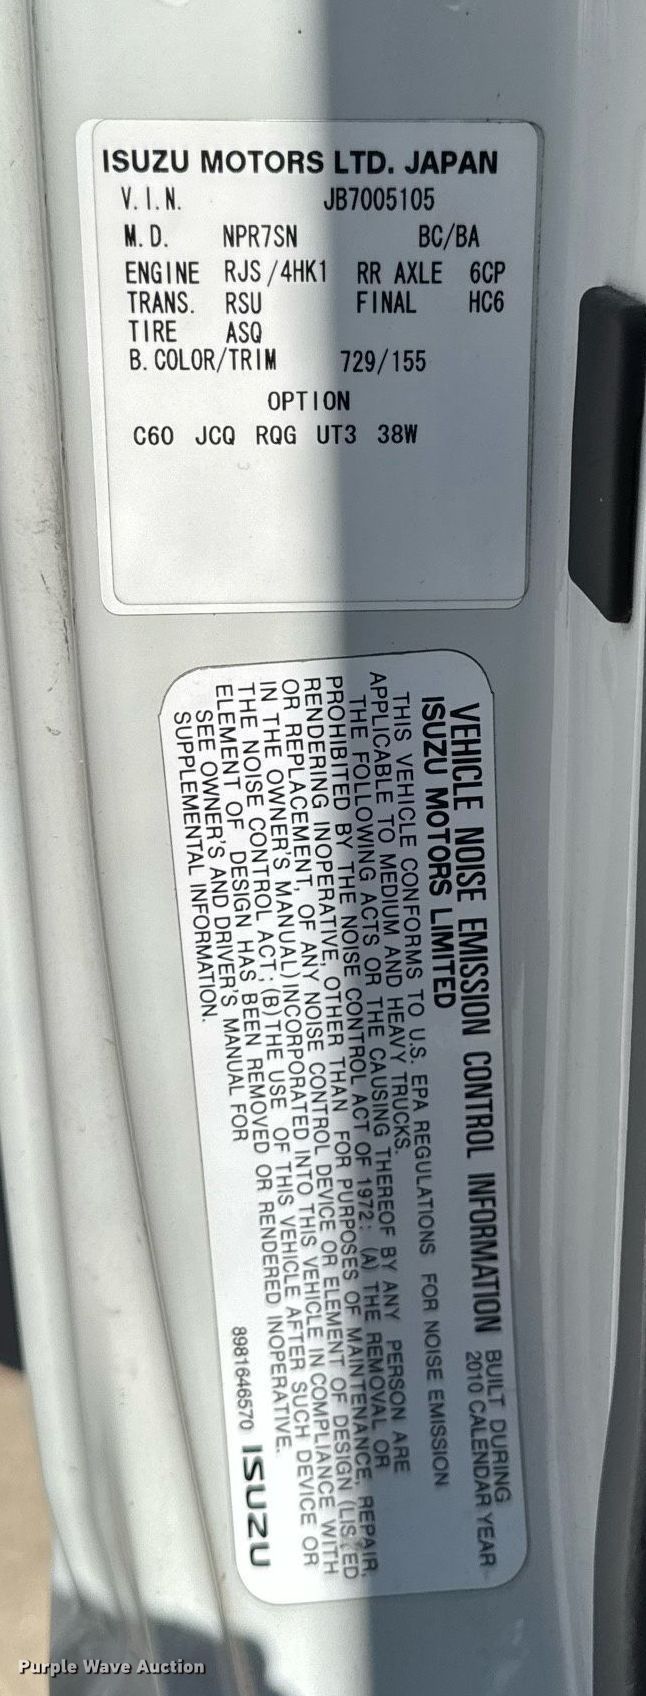 ISUZU MOTORS LTD. JAPAN
V.I.N. JB7005105
M.D. NPR7SN BC/BA
ENGINE RJS/4HK1 RR AXLE 6CP
TRANS. RSU FINAL HC6
TIRE ASQ
B.COLOR/TRIM 729/155
OPTION
C60 JCQ RQG UT3 38W
VEHICLE NOISE EMISSION CONTROL INFORMATION
BUILT DURING
2010 CALENDAR YEAR
ISUZU MOTORS LIMITED
THIS VEHICLE CONFORMS TO U.S. EPA REGULATIONS FOR NOISE EMISSION
APPLICABLE TO MEDIUM AND HEAVY TRUCKS.
THE FOLLOWING ACTS OR THE CAUSING THEREOF BY ANY PERSON ARE
PROHIBITED BY THE NOISE CONTROL ACT OF 1972: (A) THE REMOVAL OR
RENDERING INOPERATIVE, OTHER THAN FOR PURPOSES OF MAINTENANCE, REPAIR,
OR REPLACEMENT, OF ANY NOISE CONTROL DEVICE OR ELEMENT OF DESIGN (LISTED
IN THE OWNER'S MANUAL) INCORPORATED INTO THIS VEHICLE IN COMPLIANCE WITH
THE NOISE CONTROL ACT; (B) THE USE OF THIS VEHICLE AFTER SUCH DEVICE OR
ELEMENT OF DESIGN HAS BEEN REMOVED OR RENDERED INOPERATIVE.
SEE OWNER'S AND DRIVER'S MANUAL FOR
SUPPLEMENTAL INFORMATION.
8981646570 ISUZU
Purple Wave Auction